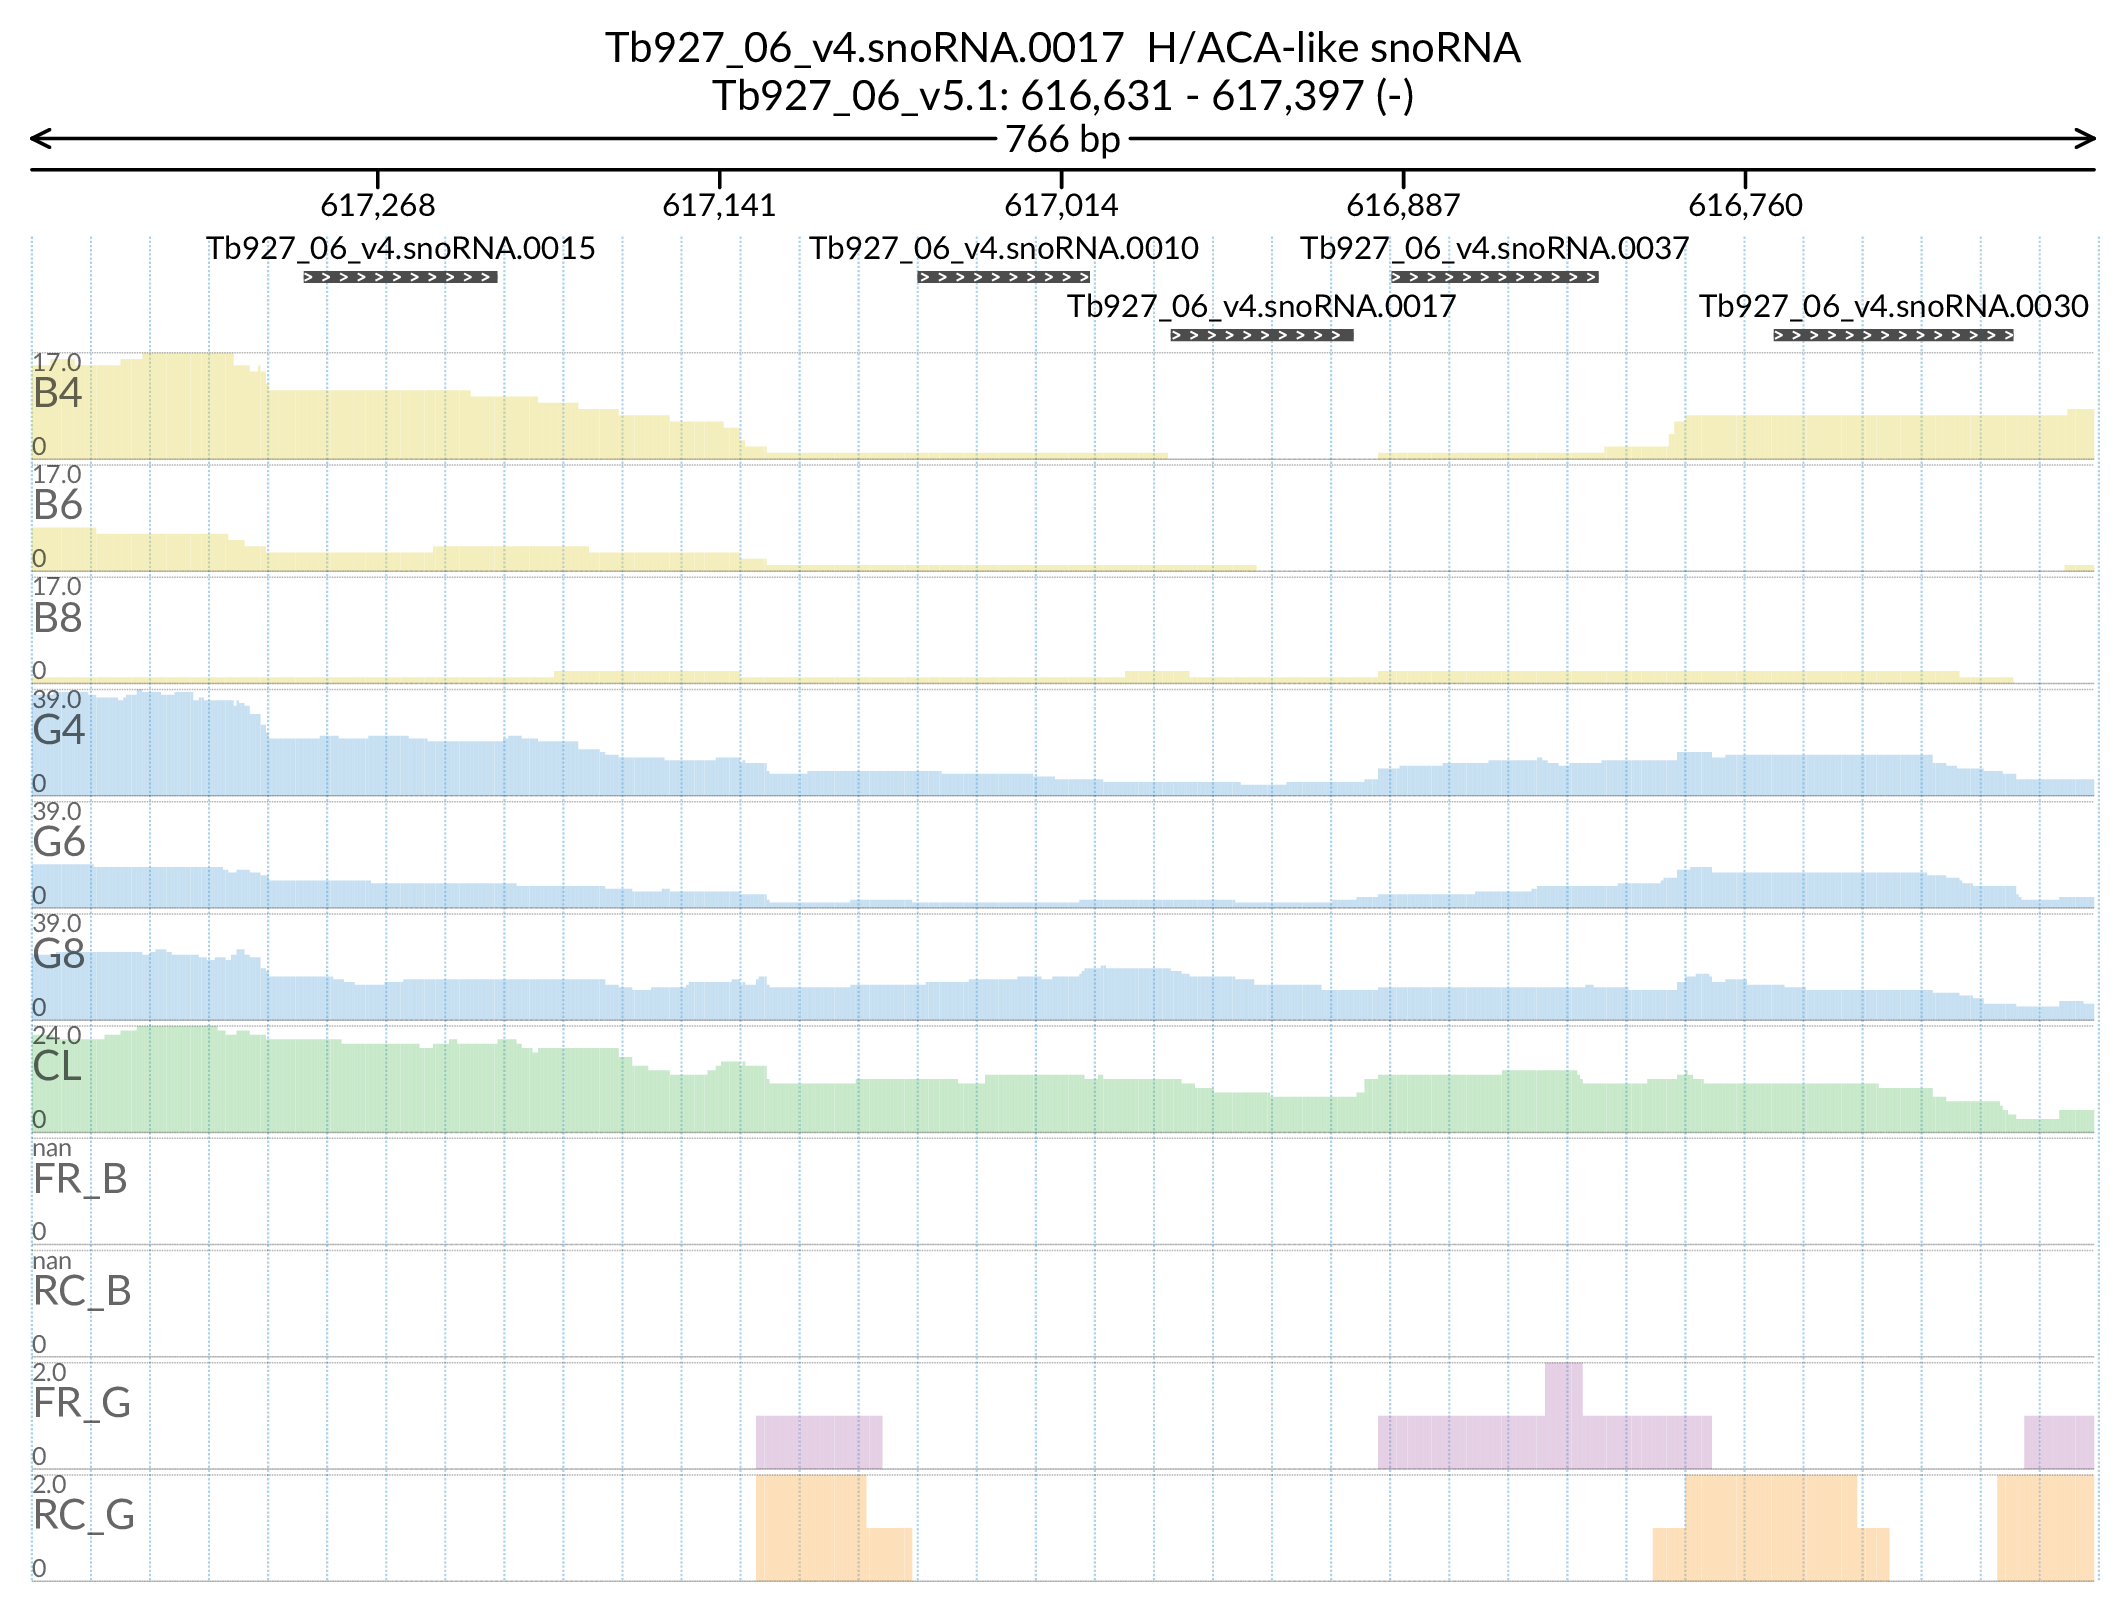 Tb927_06_v4.snoRNA.0017  H/ACA-like snoRNA
Tb927_06_v5.1: 616,631 - 617,397 (-)
766 bp
617,268 617,141 617,014 616,887 616,760
Tb927_06_v4.snoRNA.0015 Tb927_06_v4.snoRNA.0010 Tb927_06_v4.snoRNA.0037
Tb927_06_v4.snoRNA.0017 Tb927_06_v4.snoRNA.0030
17.0
B4
0
17.0
B6
0
17.0
B8
0
39.0
G4
0
39.0
G6
0
39.0
G8
0
24.0
CL
0
nan
FR_B
0
nan
RC_B
0
2.0
FR_G
0
2.0
RC_G
0